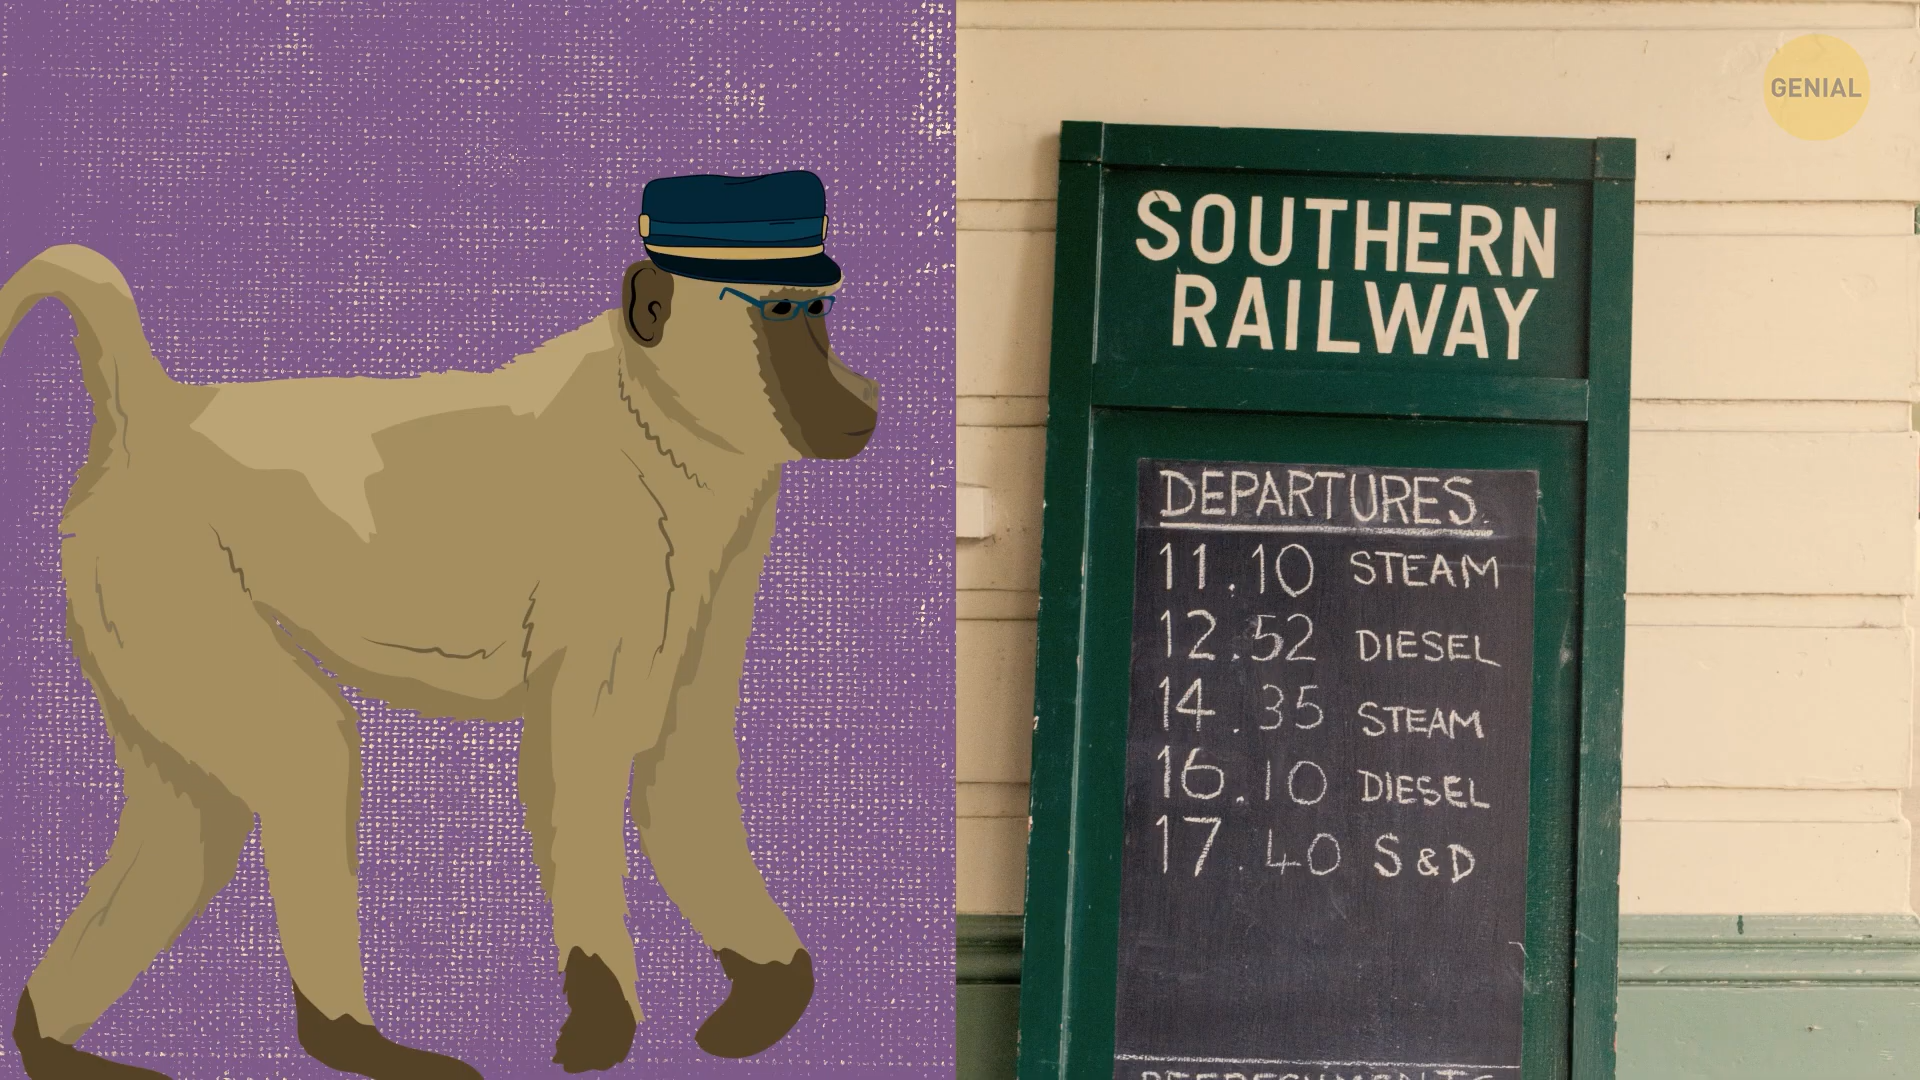 GENIAL
SOUTHERN
RAILWAY
DEPARTURES.
11.10 STEAM
12.52 DIESEL
14.35 STEAM
16.10 DIESEL
17.40 S&D